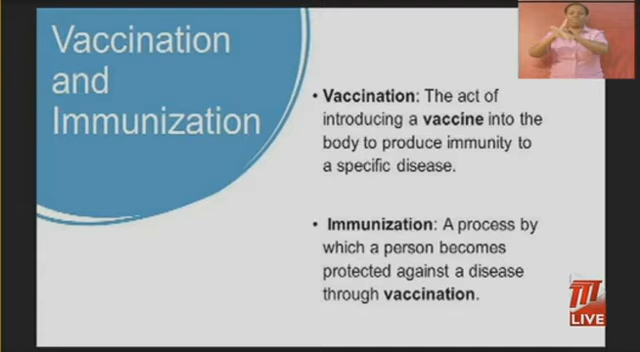 Vaccination
and
Immunization
• Vaccination: The act of
introducing a vaccine into the
body to produce immunity to
a specific disease.
• Immunization: A process by
which a person becomes
protected against a disease
through vaccination.
LIVE